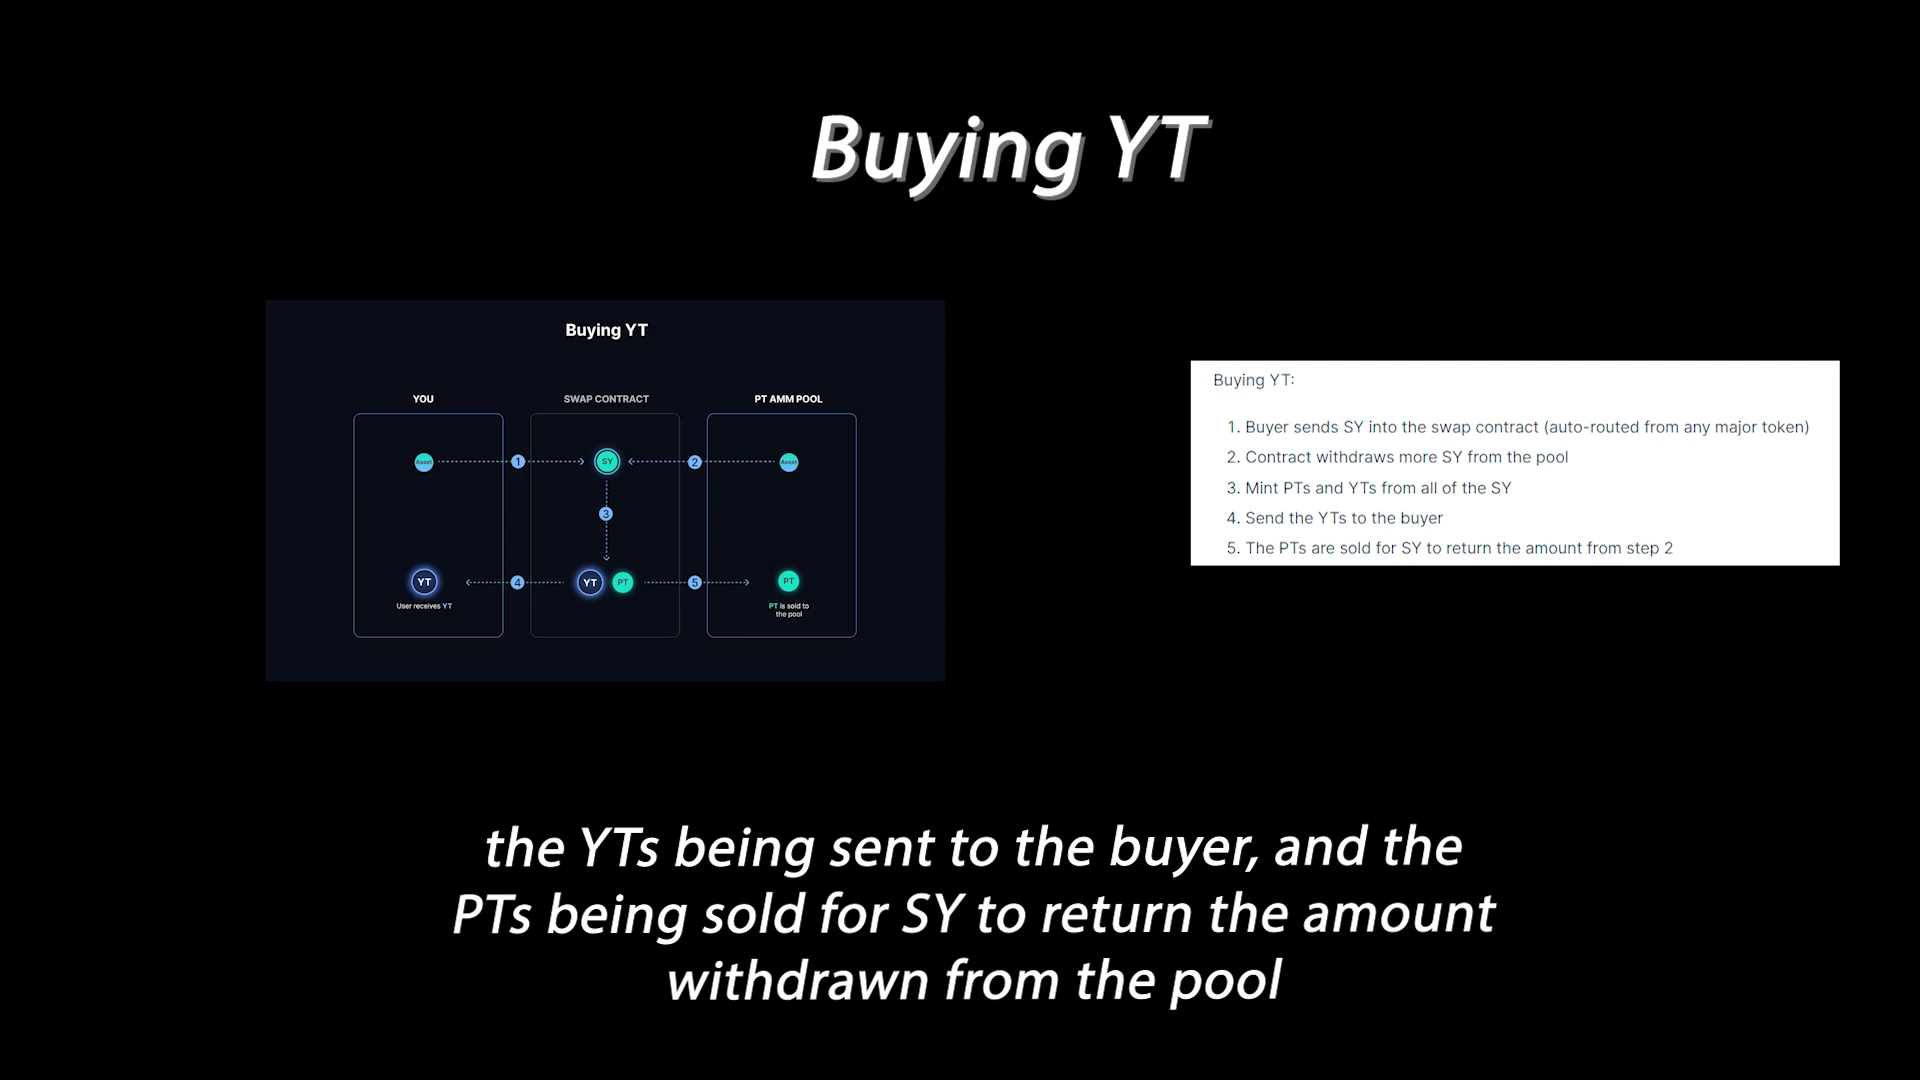 Buying YT
Buying YT
YOU
SWAP CONTRACT
PT AMM POOL
Asset
1
SY
2
Asset
3
YT
4
YT
PT
5
PT
User receives YT
PT is sold to
the pool
Buying YT:
1. Buyer sends SY into the swap contract (auto-routed from any major token)
2. Contract withdraws more SY from the pool
3. Mint PTs and YTs from all of the SY
4. Send the YTs to the buyer
5. The PTs are sold for SY to return the amount from step 2
the YTs being sent to the buyer, and the
PTs being sold for SY to return the amount
withdrawn from the pool